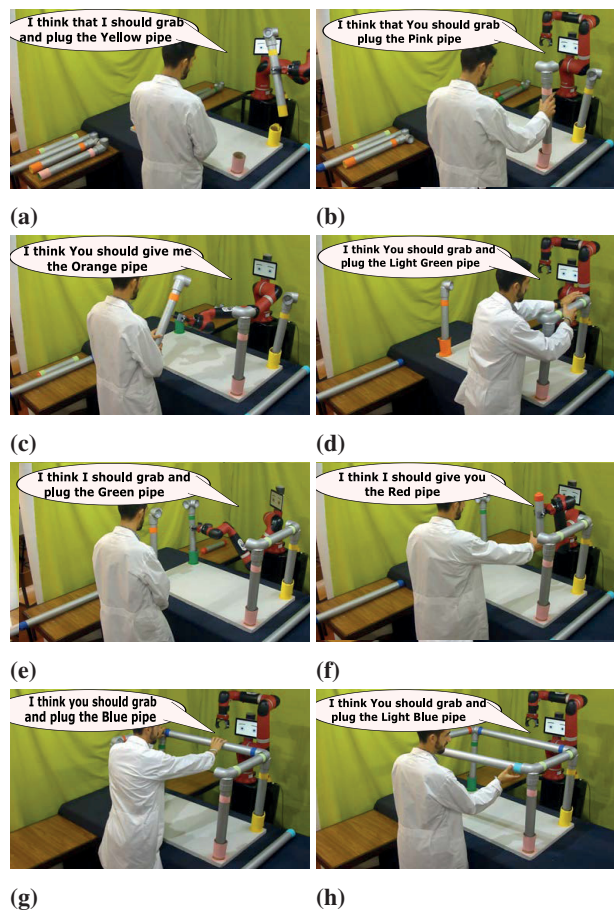 I think that I should grab
and plug the Yellow pipe
I think that You should grab
plug the Pink pipe
(a)
(b)
I think You should give me
the Orange pipe
I think You should grab and
plug the Light Green pipe
(c)
(d)
I think I should grab and
plug the Green pipe
I think I should give you
the Red pipe
(e)
(f)
I think you should grab
and plug the Blue pipe
I think You should grab and
plug the Light Blue pipe
(g)
(h)